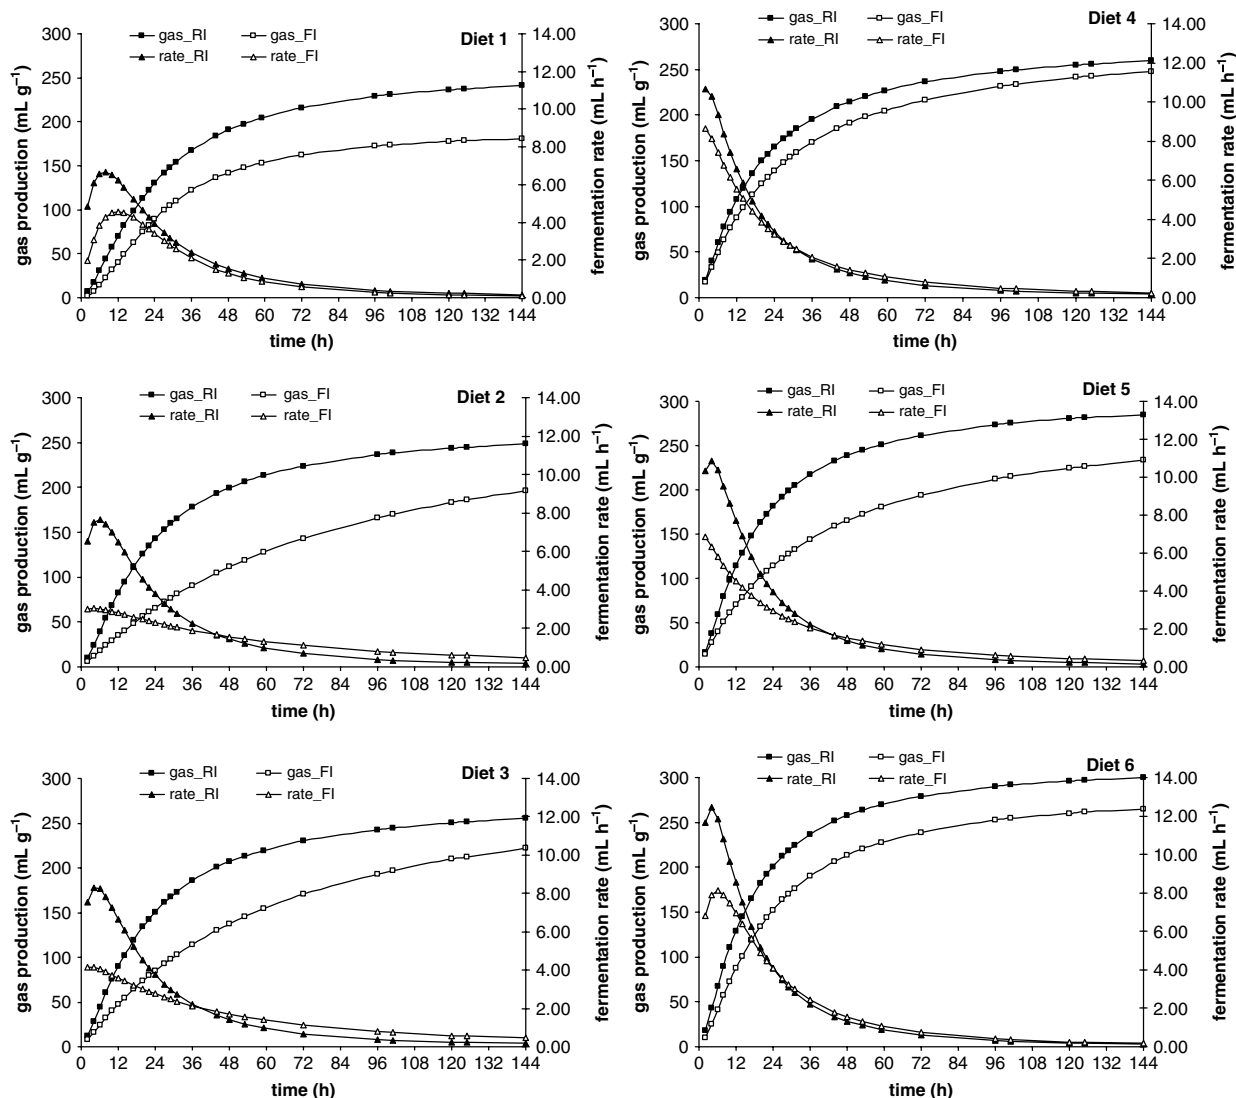 gas_RI gas_FI Diet 1
rate_RI rate_FI
gas production (mL g⁻¹)
300
250
200
150
100
50
0
14.00
12.00
10.00
8.00
6.00
4.00
2.00
0.00
fermentation rate (mL h⁻¹)
0 12 24 36 48 60 72 84 96 108 120 132 144
time (h)
gas_RI gas_FI Diet 4
rate_RI rate_FI
gas production (mL g⁻¹)
300
250
200
150
100
50
0
14.00
12.00
10.00
8.00
6.00
4.00
2.00
0.00
fermentation rate (mL h⁻¹)
0 12 24 36 48 60 72 84 96 108 120 132 144
time (h)
gas_RI gas_FI Diet 2
rate_RI rate_FI
gas production (mL g⁻¹)
300
250
200
150
100
50
0
14.00
12.00
10.00
8.00
6.00
4.00
2.00
0.00
fermentation rate (mL h⁻¹)
0 12 24 36 48 60 72 84 96 108 120 132 144
time (h)
gas_RI gas_FI Diet 5
rate_RI rate_FI
gas production (mL g⁻¹)
300
250
200
150
100
50
0
14.00
12.00
10.00
8.00
6.00
4.00
2.00
0.00
fermentation rate (mL h⁻¹)
0 12 24 36 48 60 72 84 96 108 120 132 144
time (h)
gas_RI gas_FI Diet 3
rate_RI rate_FI
gas production (mL g⁻¹)
300
250
200
150
100
50
0
14.00
12.00
10.00
8.00
6.00
4.00
2.00
0.00
fermentation rate (mL h⁻¹)
0 12 24 36 48 60 72 84 96 108 120 132 144
time (h)
gas_RI gas_FI Diet 6
rate_RI rate_FI
gas production (mL g⁻¹)
300
250
200
150
100
50
0
14.00
12.00
10.00
8.00
6.00
4.00
2.00
0.00
fermentation rate (mL h⁻¹)
0 12 24 36 48 60 72 84 96 108 120 132 144
time (h)